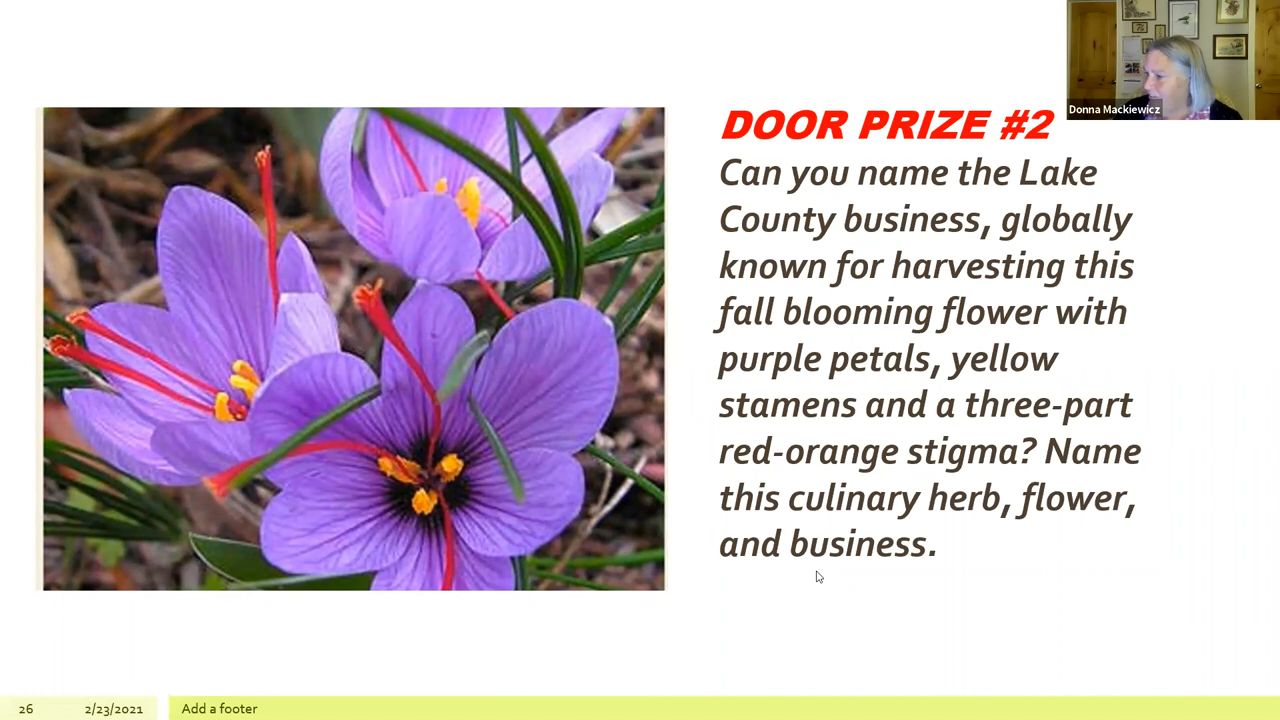 Donna Mackiewicz
DOOR PRIZE #2
Can you name the Lake
County business, globally
known for harvesting this
fall blooming flower with
purple petals, yellow
stamens and a three-part
red-orange stigma? Name
this culinary herb, flower,
and business.
26 2/23/2021 Add a footer